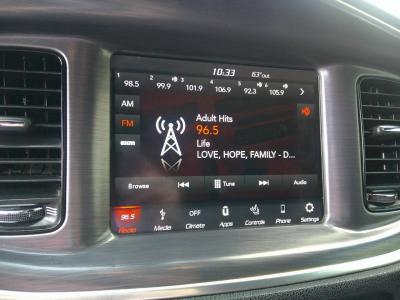 10:33 63°out
1 2 3 4 5 6
98.5 99.9 101.9 106.9 92.3 105.9
AM
FM
Adult Hits
96.5
Life
LOVE, HOPE, FAMILY - D...
Browse Tune Audio
96.5 OFF
Radio Media Climate Apps Controls Phone Settings